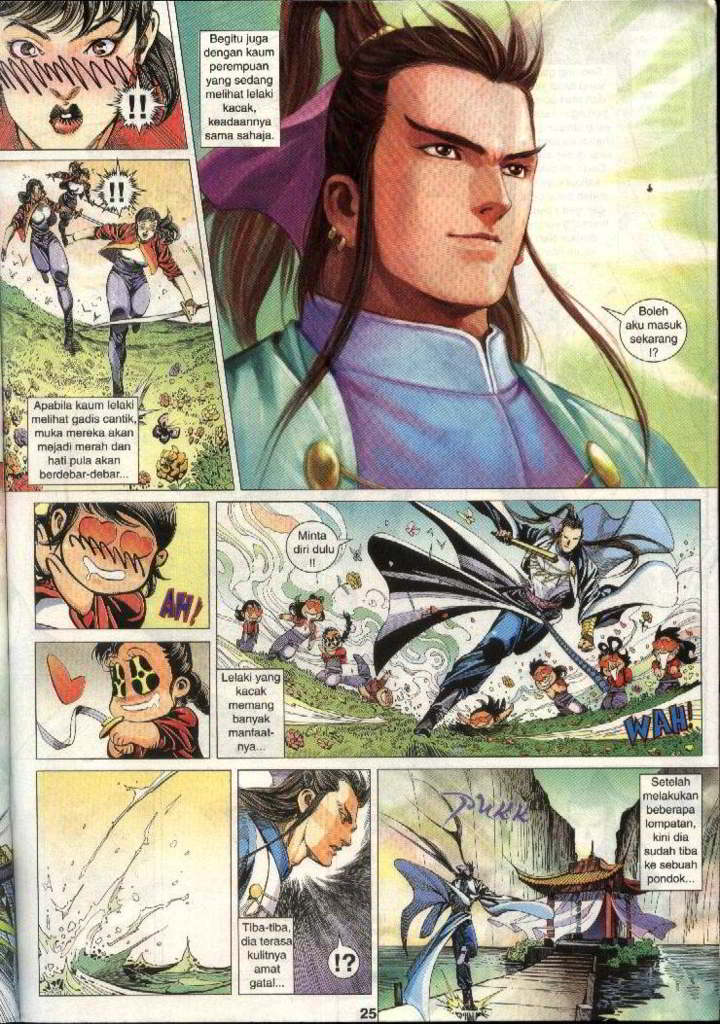 !!
Begitu juga
dengan kaum
perempuan
yang sedang
melihat lelaki
kacak,
keadaannya
sama sahaja.
!!
Boleh
aku masuk
sekarang
!?
Apabila kaum lelaki
melihat gadis cantik,
muka mereka akan
mejadi merah dan
hati pula akan
berdebar-debar...
AH!
Minta
diri dulu
!!
Lelaki yang
kacak
memang
banyak
manfaat-
nya...
WAH!
Tiba-tiba,
dia terasa
kulitnya
amat
gatal...
!?
PUKK
Setelah
melakukan
beberapa
lompatan,
kini dia
sudah tiba
ke sebuah
pondok...
25